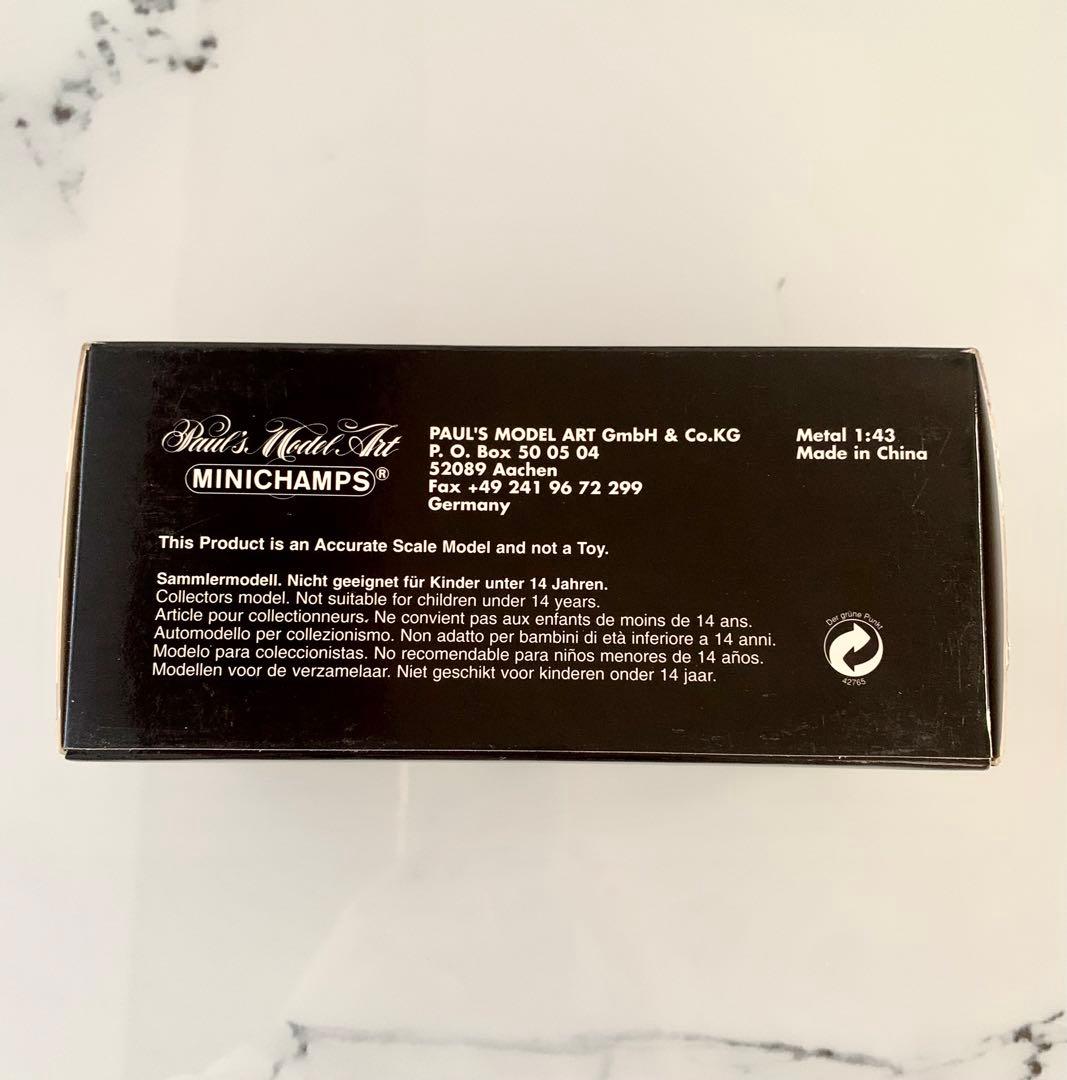 Paul's Model Art
MINICHAMPS®
PAUL'S MODEL ART GmbH & Co.KG
P. O. Box 50 05 04
52089 Aachen
Fax +49 241 96 72 299
Germany
Metal 1:43
Made in China
This Product is an Accurate Scale Model and not a Toy.
Sammlermodell. Nicht geeignet für Kinder unter 14 Jahren.
Collectors model. Not suitable for children under 14 years.
Article pour collectionneurs. Ne convient pas aux enfants de moins de 14 ans.
Automodello per collezionismo. Non adatto per bambini di età inferiore a 14 anni.
Modelo para coleccionistas. No recomendable para niños menores de 14 años.
Modellen voor de verzamelaar. Niet geschikt voor kinderen onder 14 jaar.
Der grüne Punkt
42765